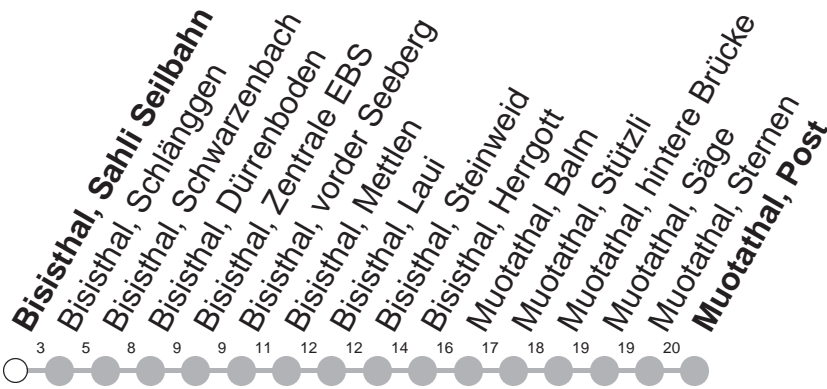 Bisisthal, Sahli Seilbahn
Bisisthal, Schlänggen
Bisisthal, Schwarzenbach
Bisisthal, Dürrenboden
Bisisthal, Zentrale EBS
Bisisthal, vorder Seeberg
Bisisthal, Mettlen
Bisisthal, Laui
Bisisthal, Steinweid
Bisisthal, Herrgott
Muotathal, Balm
Muotathal, Stützli
Muotathal, hintere Brücke
Muotathal, Säge
Muotathal, Sternen
Muotathal, Post
3 5 8 9 9 11 12 12 14 16 17 18 19 19 20